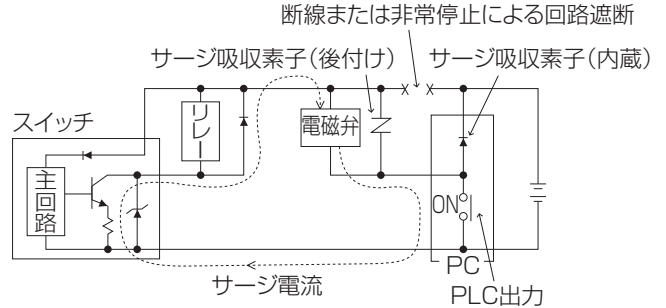 断線または非常停止による回路遮断
サージ吸収素子(後付け)
サージ吸収素子(内蔵)
スイッチ
リレー
電磁弁
主回路
ON
PC
サージ電流
PLC出力